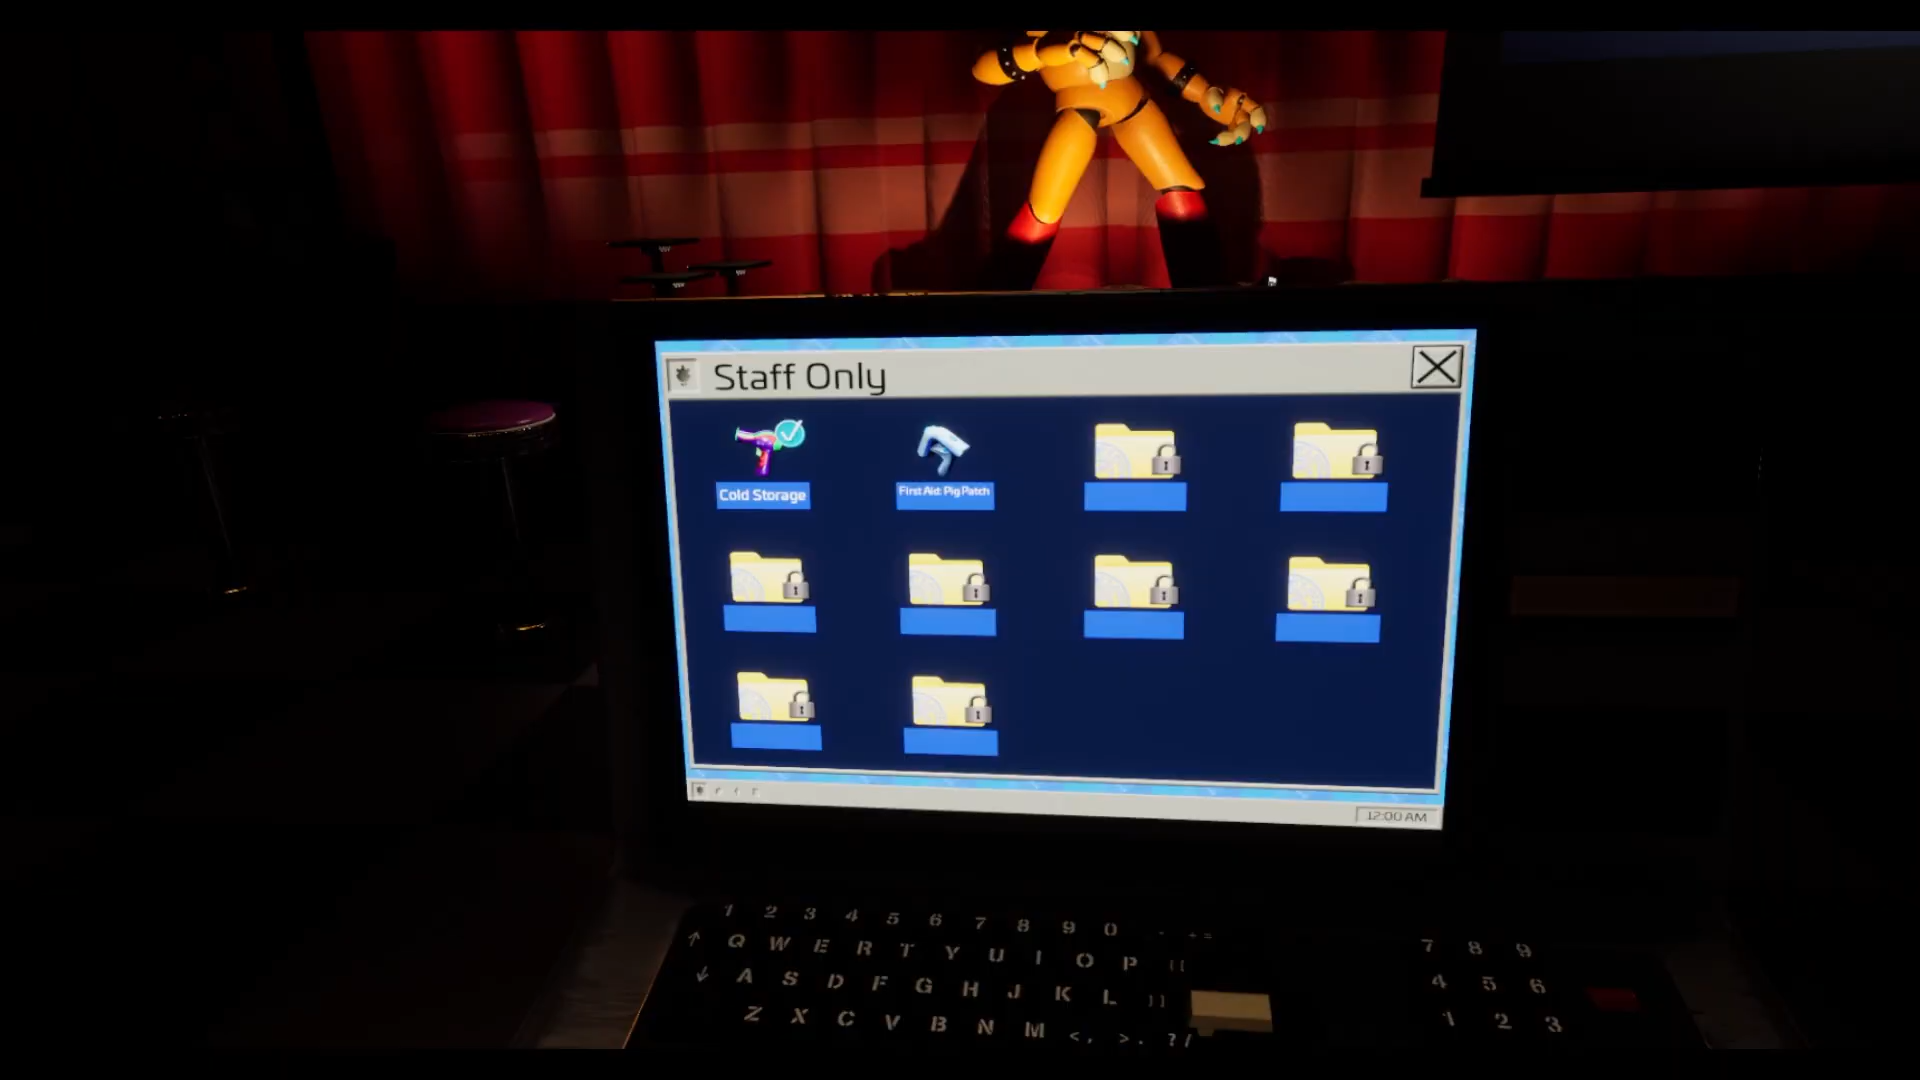 Staff Only
Cold Storage
First Aid: Pig Patch
12:00 AM
1 2 3 4 5 6 7 8 9 0 - + =
Q W E R T Y U I O P [ [
A S D F G H J K L ] ]
Z X C V B N M < , > . ? /
7 8 9
4 5 6
1 2 3